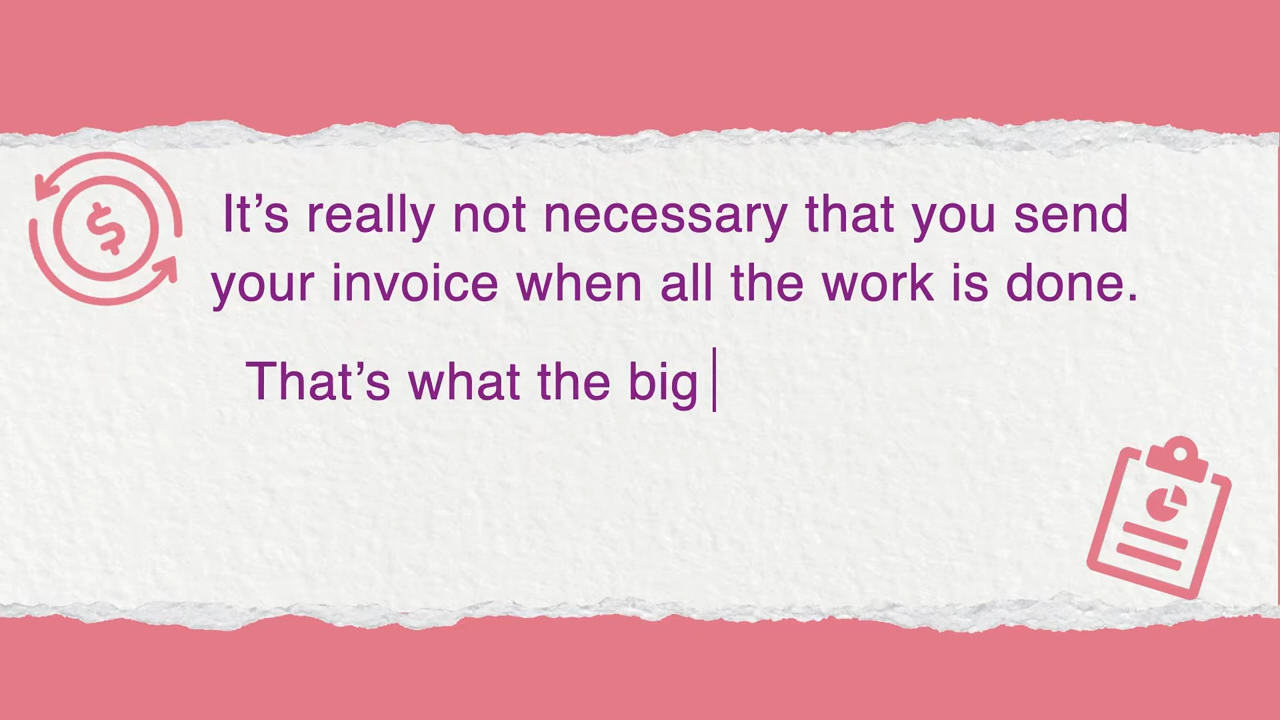 It’s really not necessary that you send
your invoice when all the work is done.
That’s what the big